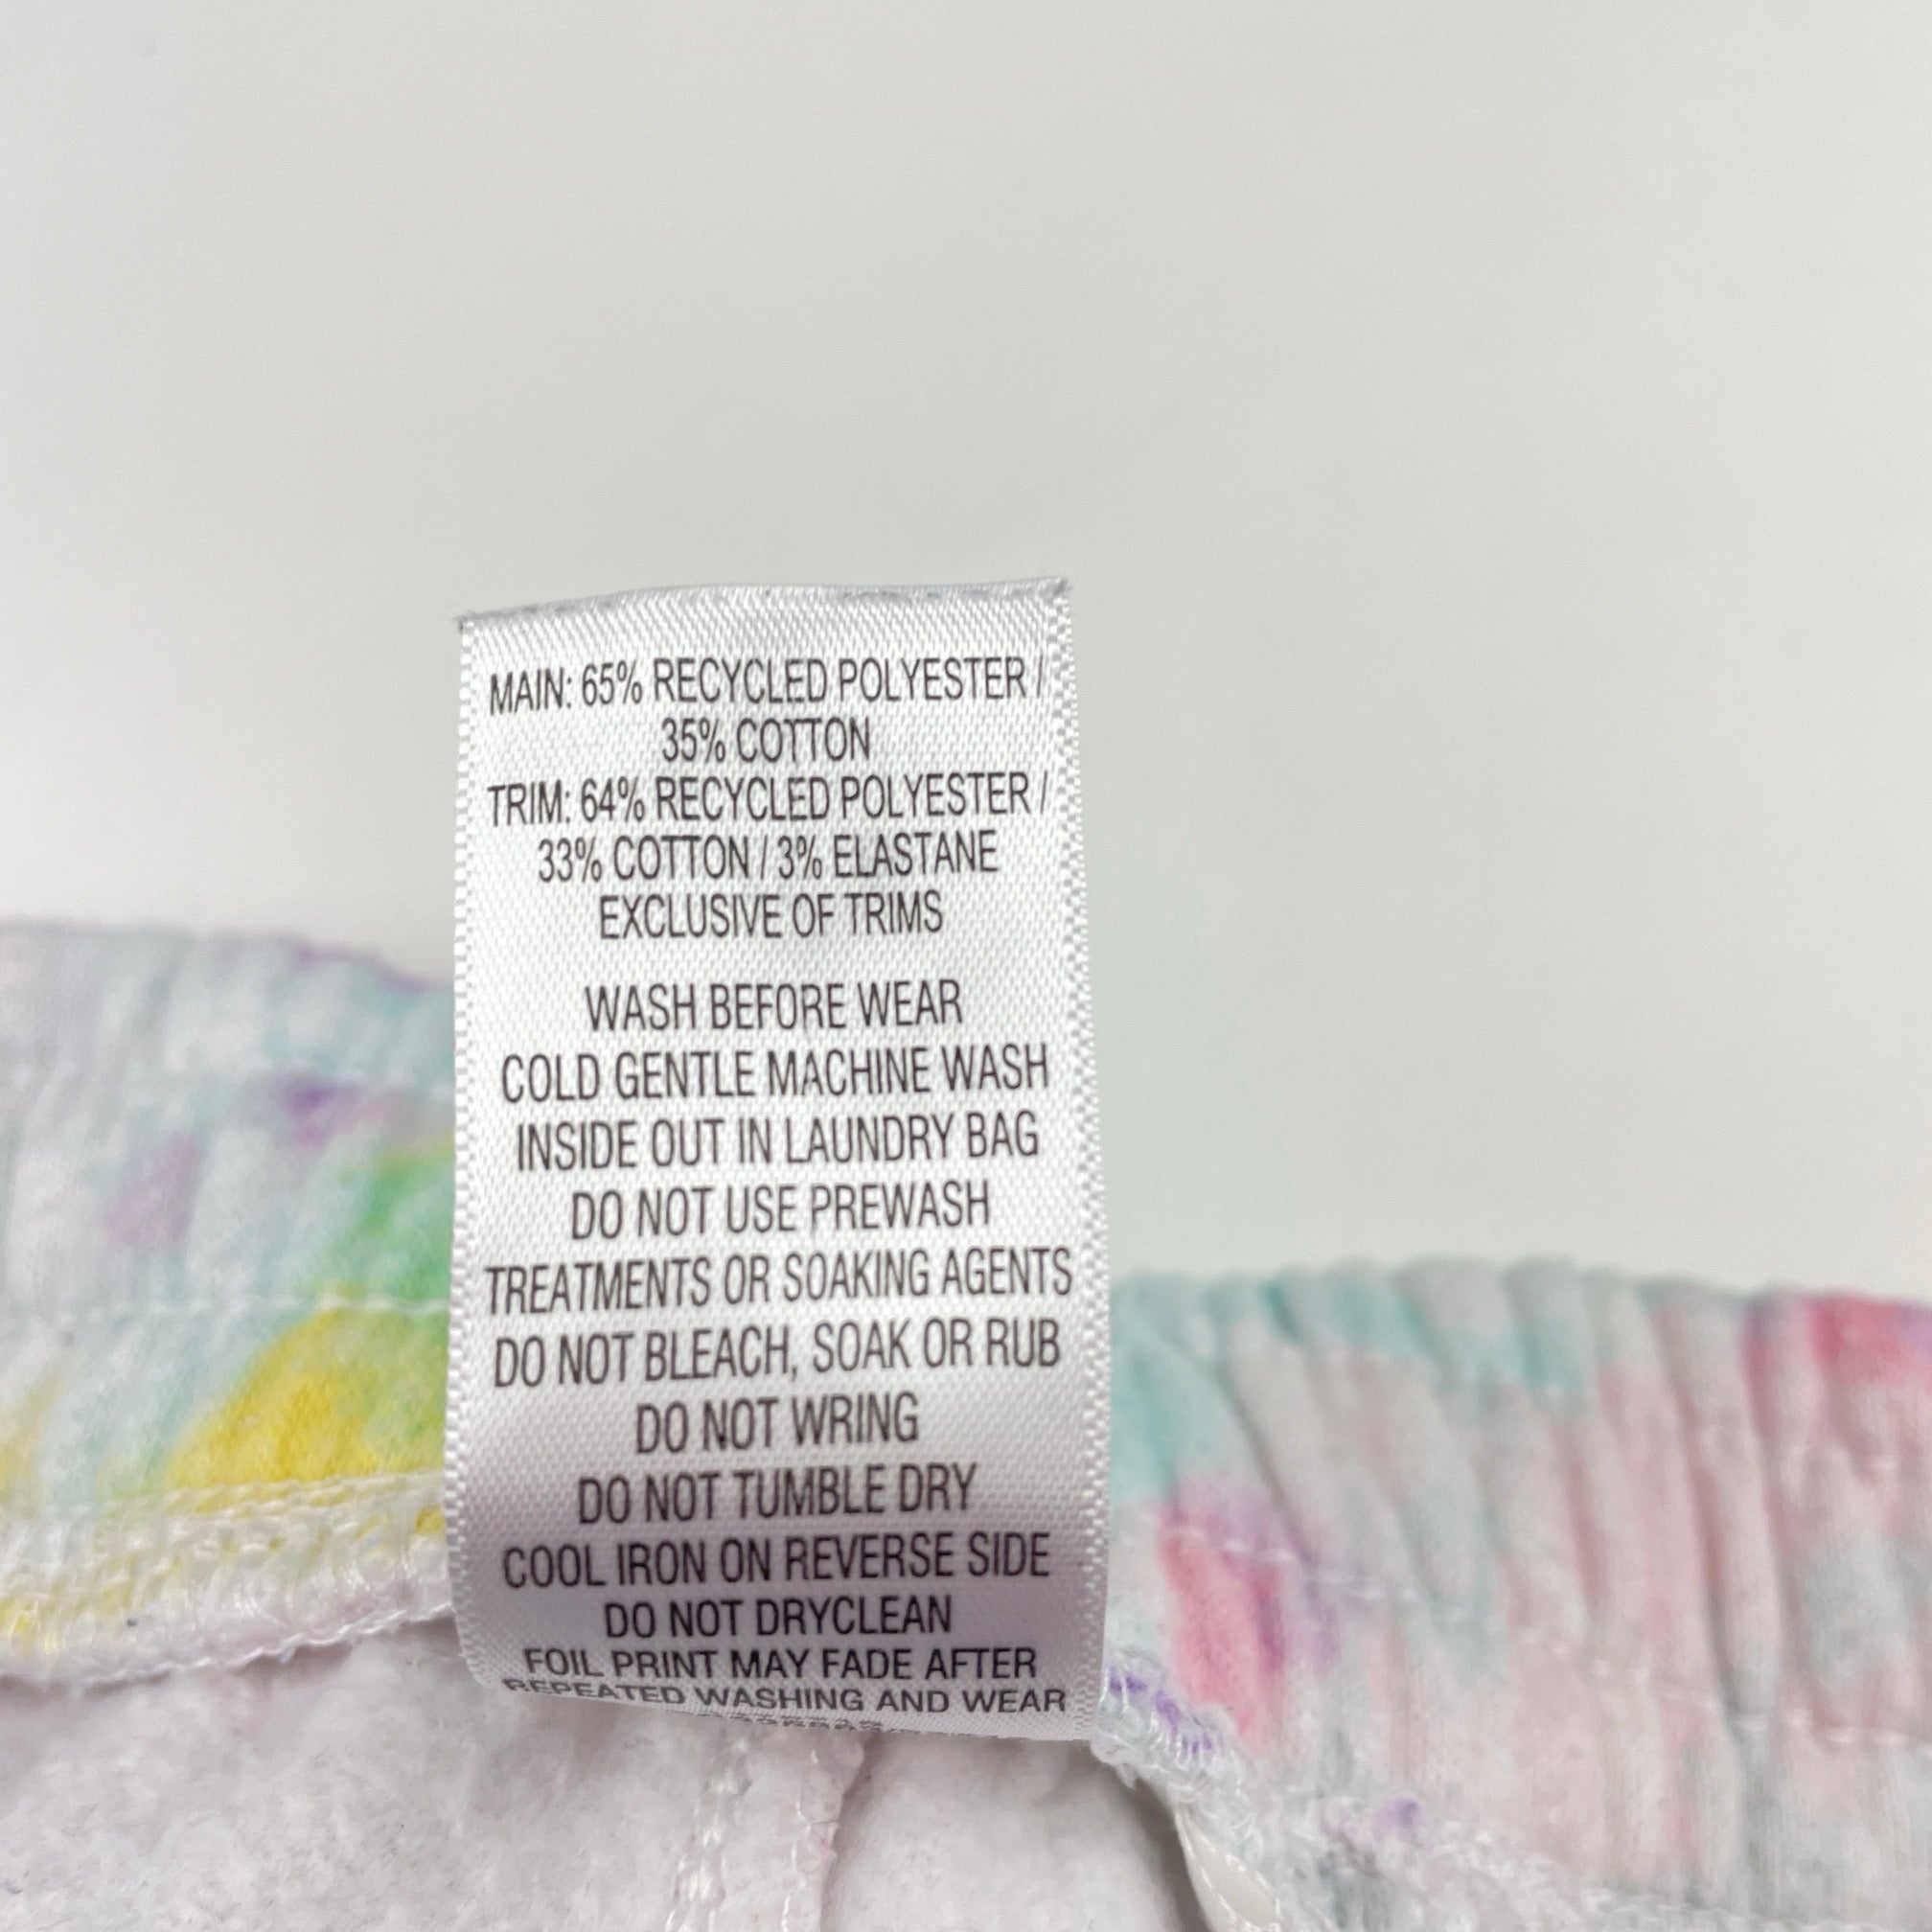 MAIN: 65% RECYCLED POLYESTER /
35% COTTON
TRIM: 64% RECYCLED POLYESTER /
33% COTTON / 3% ELASTANE
EXCLUSIVE OF TRIMS
WASH BEFORE WEAR
COLD GENTLE MACHINE WASH
INSIDE OUT IN LAUNDRY BAG
DO NOT USE PREWASH
TREATMENTS OR SOAKING AGENTS
DO NOT BLEACH, SOAK OR RUB
DO NOT WRING
DO NOT TUMBLE DRY
COOL IRON ON REVERSE SIDE
DO NOT DRYCLEAN
FOIL PRINT MAY FADE AFTER
REPEATED WASHING AND WEAR